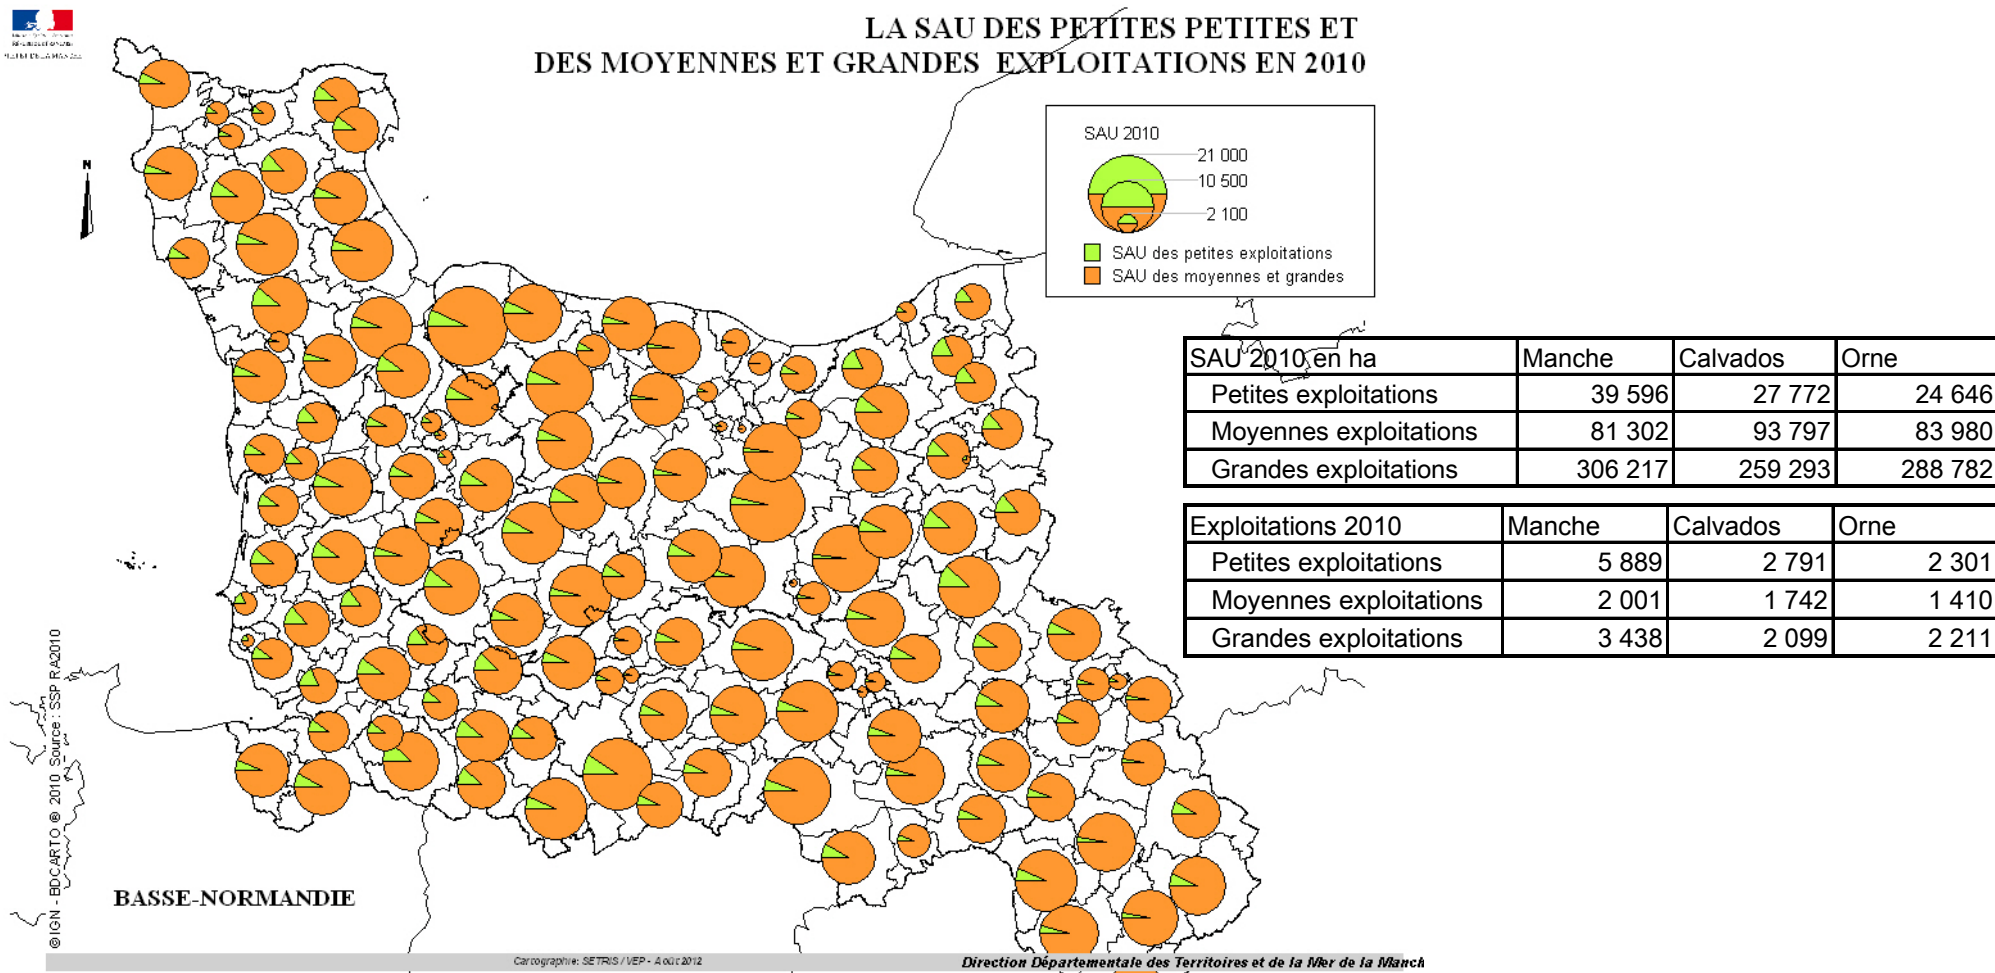 LA SAU DES PETITES PETITES ET
DES MOYENNES ET GRANDES EXPLOITATIONS EN 2010
N
SAU 2010
21 000
10 500
2 100
SAU des petites exploitations
SAU des moyennes et grandes
SAU 2010 en ha Manche Calvados Orne
Petites exploitations 39 596 27 772 24 646
Moyennes exploitations 81 302 93 797 83 980
Grandes exploitations 306 217 259 293 288 782
Exploitations 2010 Manche Calvados Orne
Petites exploitations 5 889 2 791 2 301
Moyennes exploitations 2 001 1 742 1 410
Grandes exploitations 3 438 2 099 2 211
©IGN - BDCARTO ® 2010 Source : SSP RA2010
BASSE-NORMANDIE
Cartographie: SETRIS / VEP - Août 2012
Direction Départementale des Territoires et de la Mer de la Manch